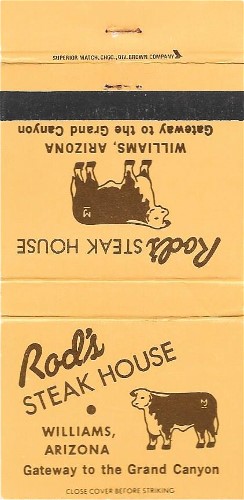 SUPERIOR MATCH, CHGO., DIV. BROWN COMPANY
Gateway to the Grand Canyon
WILLIAMS, ARIZONA
Rod's STEAK HOUSE
Rod's
STEAK HOUSE
WILLIAMS,
ARIZONA
Gateway to the Grand Canyon
CLOSE COVER BEFORE STRIKING